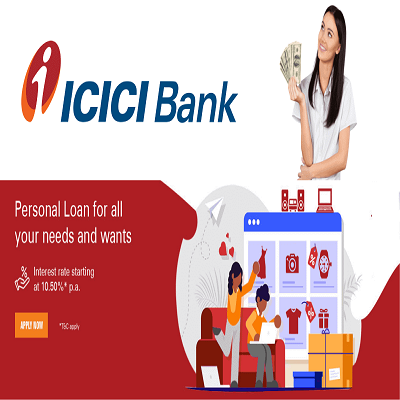 ICICI Bank
Personal Loan for all
your needs and wants
Interest rate starting
at 10.50%* p.a.
APPLY NOW
*T&C apply